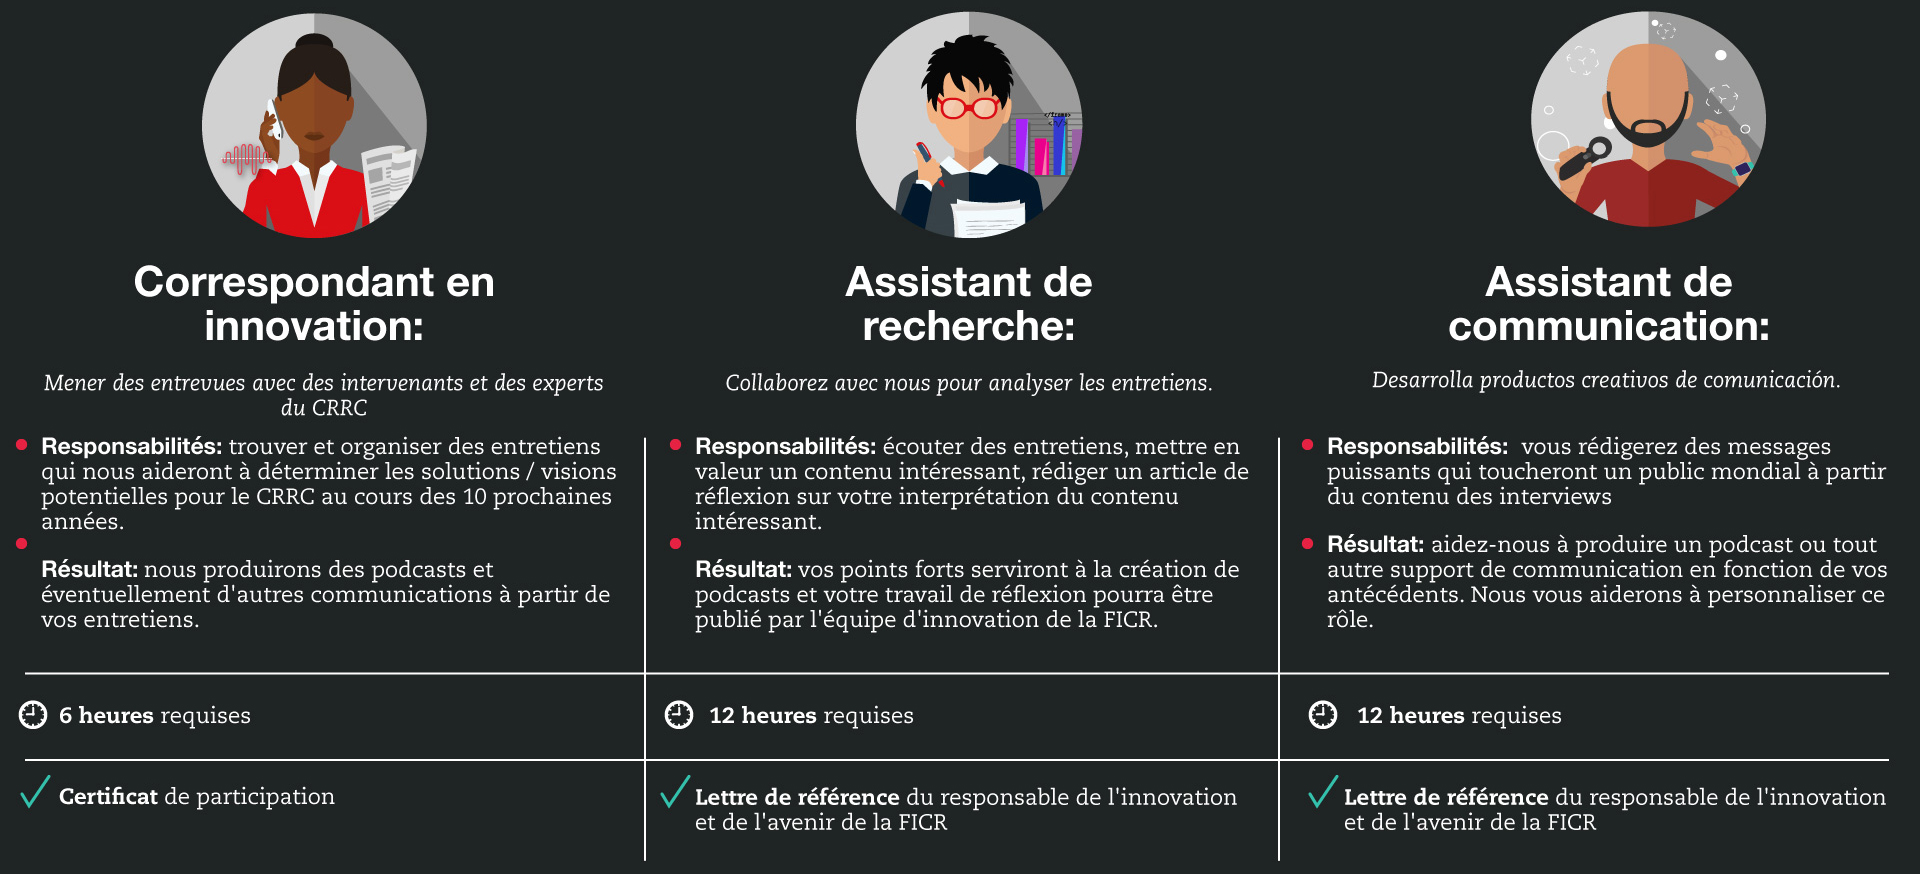 Correspondant en
innovation:
Mener des entrevues avec des intervenants et des experts
du CRRC
Responsabilités: trouver et organiser des entretiens
qui nous aideront à déterminer les solutions / visions
potentielles pour le CRRC au cours des 10 prochaines
années.
Résultat: nous produirons des podcasts et
éventuellement d'autres communications à partir de
vos entretiens.
6 heures requises
Certificat de participation
Assistant de
recherche:
Collaborez avec nous pour analyser les entretiens.
Responsabilités: écouter des entretiens, mettre en
valeur un contenu intéressant, rédiger un article de
réflexion sur votre interprétation du contenu
intéressant.
Résultat: vos points forts serviront à la création de
podcasts et votre travail de réflexion pourra être
publié par l'équipe d'innovation de la FICR.
12 heures requises
Lettre de référence du responsable de l'innovation
et de l'avenir de la FICR
Assistant de
communication:
Desarrolla productos creativos de comunicación.
Responsabilités: vous rédigerez des messages
puissants qui toucheront un public mondial à partir
du contenu des interviews
Résultat: aidez-nous à produire un podcast ou tout
autre support de communication en fonction de vos
antécédents. Nous vous aiderons à personnaliser ce
rôle.
12 heures requises
Lettre de référence du responsable de l'innovation
et de l'avenir de la FICR